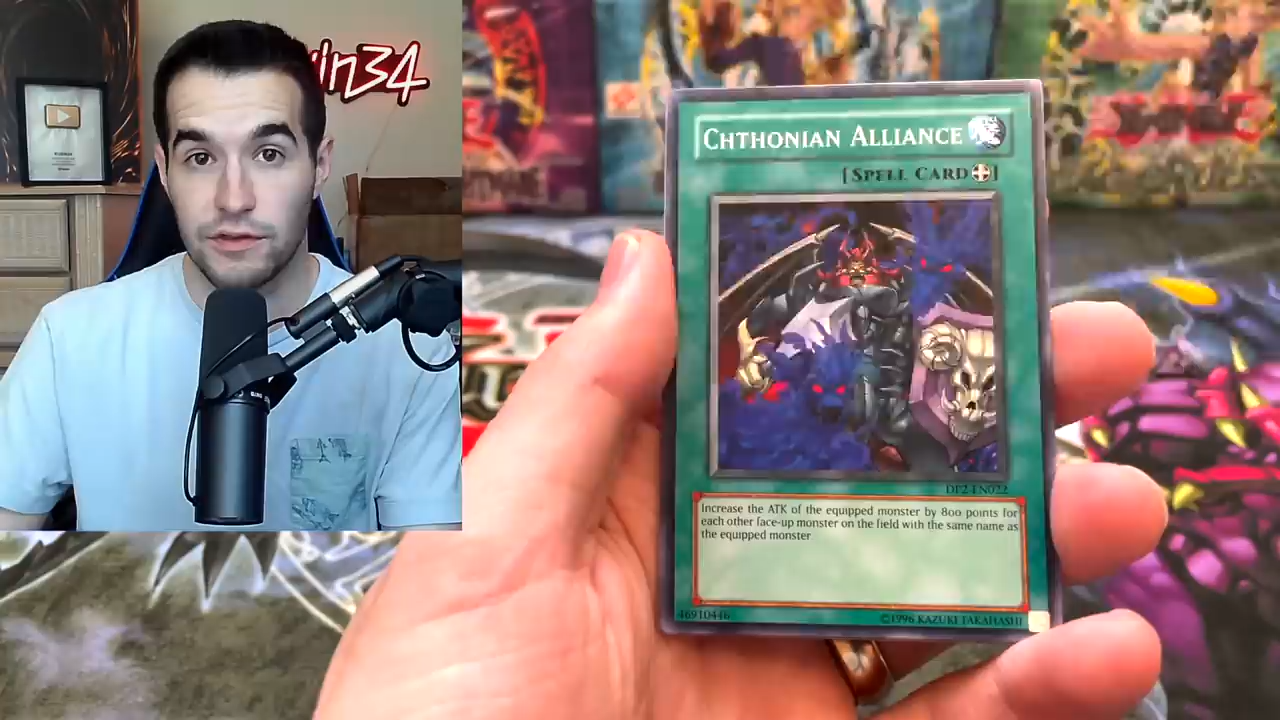 in34
CHTHONIAN ALLIANCE
[SPELL CARD]
DP2-EN022
Increase the ATK of the equipped monster by 800 points for
each other face-up monster on the field with the same name as
the equipped monster
46910446
©1996 KAZUKI TAKAHASHI